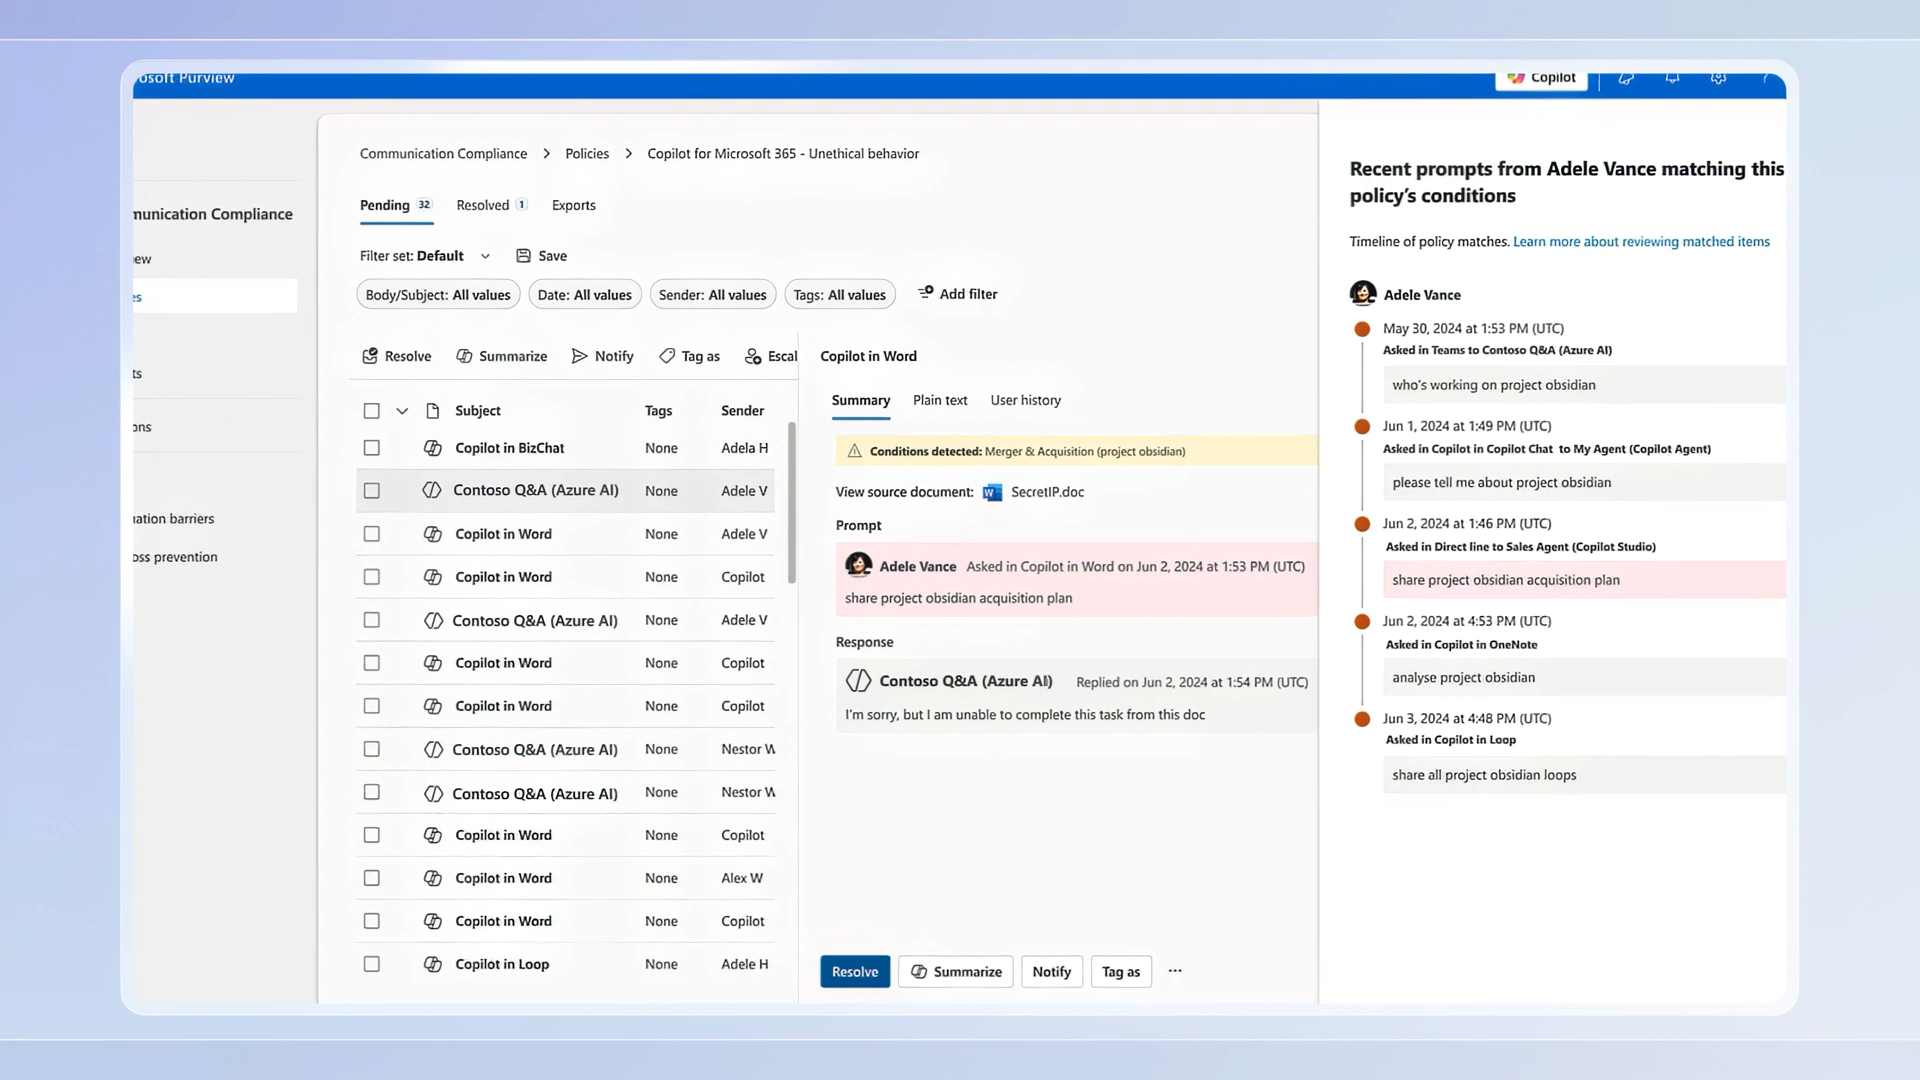 osoft Purview
Copilot
munication Compliance
ew
es
ts
ons
uation barriers
oss prevention
Communication Compliance > Policies > Copilot for Microsoft 365 - Unethical behavior
Pending 32 Resolved 1 Exports
Filter set: Default Save
Body/Subject: All values Date: All values Sender: All values Tags: All values Add filter
Resolve Summarize Notify Tag as Escal
Subject Tags Sender
Copilot in BizChat None Adela H
Contoso Q&A (Azure AI) None Adele V
Copilot in Word None Adele V
Copilot in Word None Copilot
Contoso Q&A (Azure AI) None Adele V
Copilot in Word None Copilot
Copilot in Word None Copilot
Contoso Q&A (Azure AI) None Nestor W
Contoso Q&A (Azure AI) None Nestor W
Copilot in Word None Copilot
Copilot in Word None Alex W
Copilot in Word None Copilot
Copilot in Loop None Adele H
Copilot in Word
Summary Plain text User history
Conditions detected: Merger & Acquisition (project obsidian)
View source document: SecretIP.doc
Prompt
Adele Vance Asked in Copilot in Word on Jun 2, 2024 at 1:53 PM (UTC)
share project obsidian acquisition plan
Response
Contoso Q&A (Azure AI) Replied on Jun 2, 2024 at 1:54 PM (UTC)
I'm sorry, but I am unable to complete this task from this doc
Resolve Summarize Notify Tag as ...
Recent prompts from Adele Vance matching this
policy's conditions
Timeline of policy matches. Learn more about reviewing matched items
Adele Vance
May 30, 2024 at 1:53 PM (UTC)
Asked in Teams to Contoso Q&A (Azure AI)
who's working on project obsidian
Jun 1, 2024 at 1:49 PM (UTC)
Asked in Copilot in Copilot Chat to My Agent (Copilot Agent)
please tell me about project obsidian
Jun 2, 2024 at 1:46 PM (UTC)
Asked in Direct line to Sales Agent (Copilot Studio)
share project obsidian acquisition plan
Jun 2, 2024 at 4:53 PM (UTC)
Asked in Copilot in OneNote
analyse project obsidian
Jun 3, 2024 at 4:48 PM (UTC)
Asked in Copilot in Loop
share all project obsidian loops